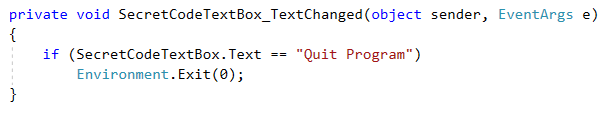 private void SecretCodeTextBox_TextChanged(object sender, EventArgs e)
{
    if (SecretCodeTextBox.Text == "Quit Program")
        Environment.Exit(0);
}